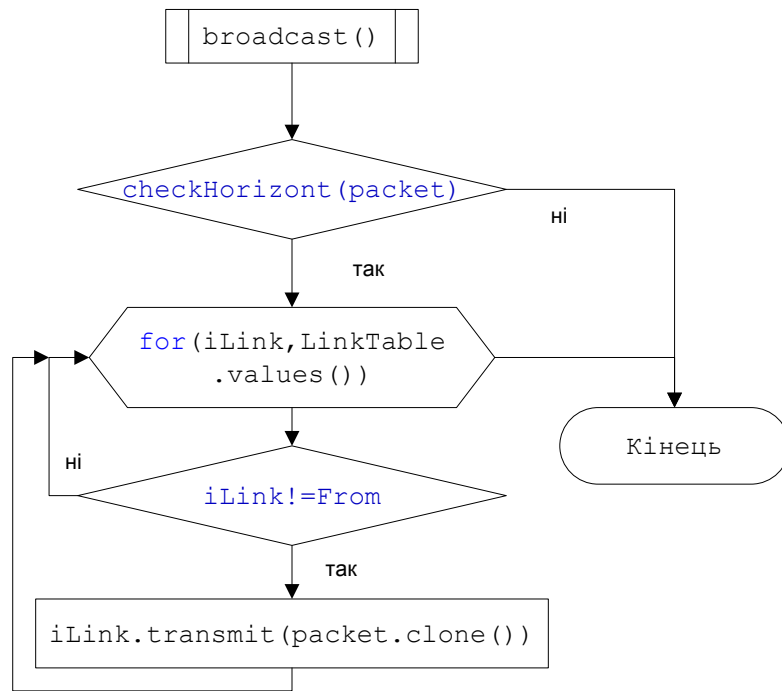 broadcast()
checkHorizont(packet)
ні
так
for(iLink,LinkTable
.values())
Кінець
ні
iLink!=From
так
iLink.transmit(packet.clone())